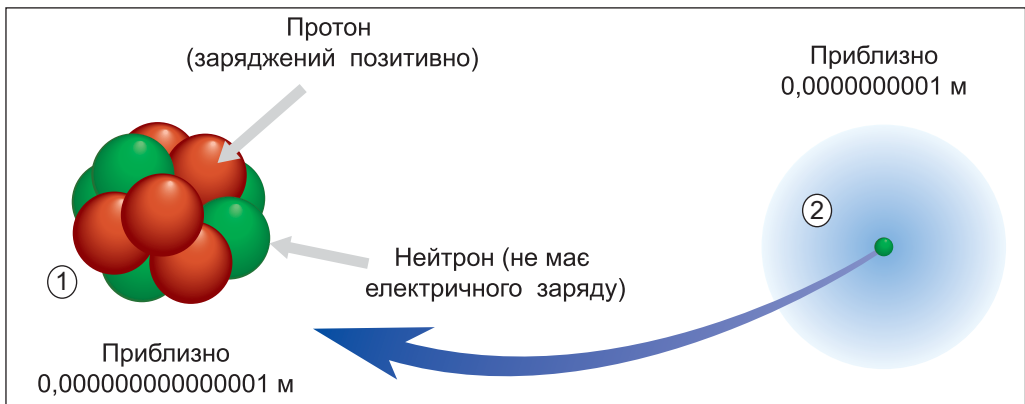 Протон
(заряджений позитивно)
Приблизно
0,0000000001 м
2
Нейтрон (не має
електричного заряду)
1
Приблизно
0,000000000000001 м